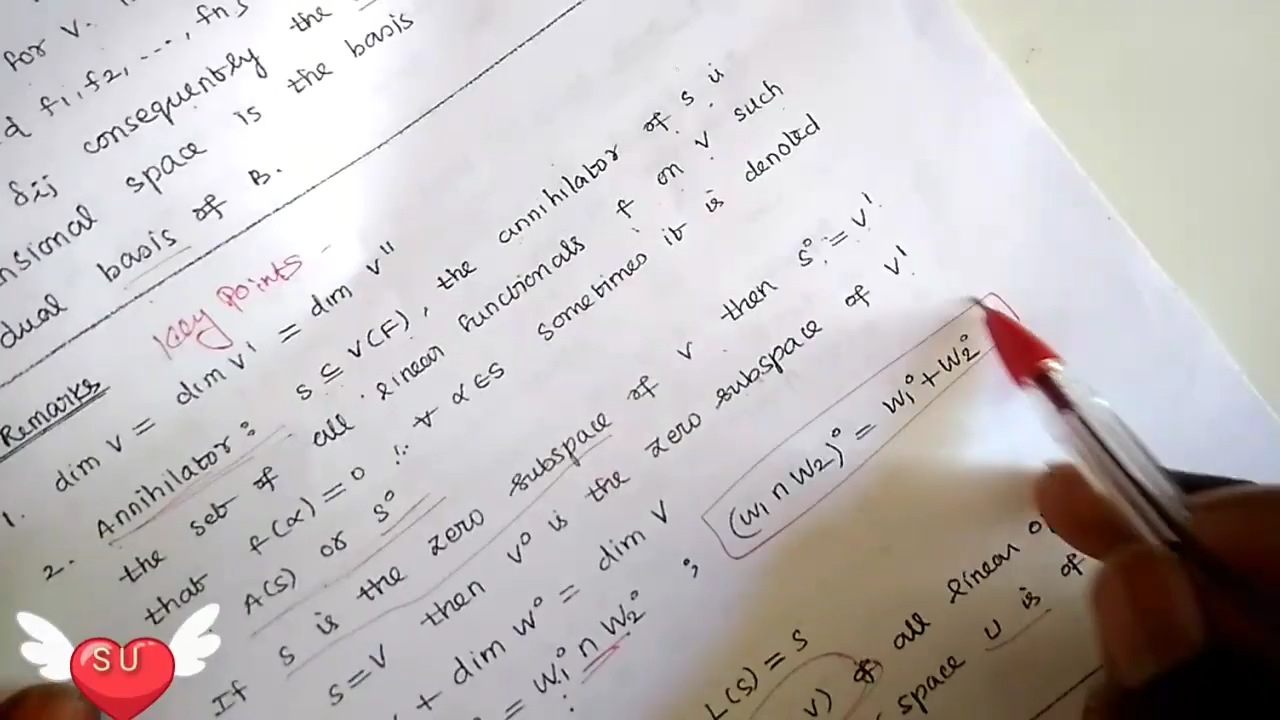 for V.
d f1, f2, ..., fn's
δij consequently the
nsional space is the basis
dual basis of B.
Remarks Key points -
1. dim V = dim V' = dim V''
2. Annihilator : S ⊆ V(F), the annihilator of S is
the set of all linear functionals f on V such
that f(α) = 0 ∴ ∀ α ∈ S sometimes it is denoted
A(S) or S°
If S is the zero subspace of V then S° = V'
S = V then V° is the zero subspace of V'
+ dim W° = dim V
= W1° ∩ W2° ; (W1 ∩ W2)° = W1° + W2°
L(S) = S
V) of all linear
space U is of
SU